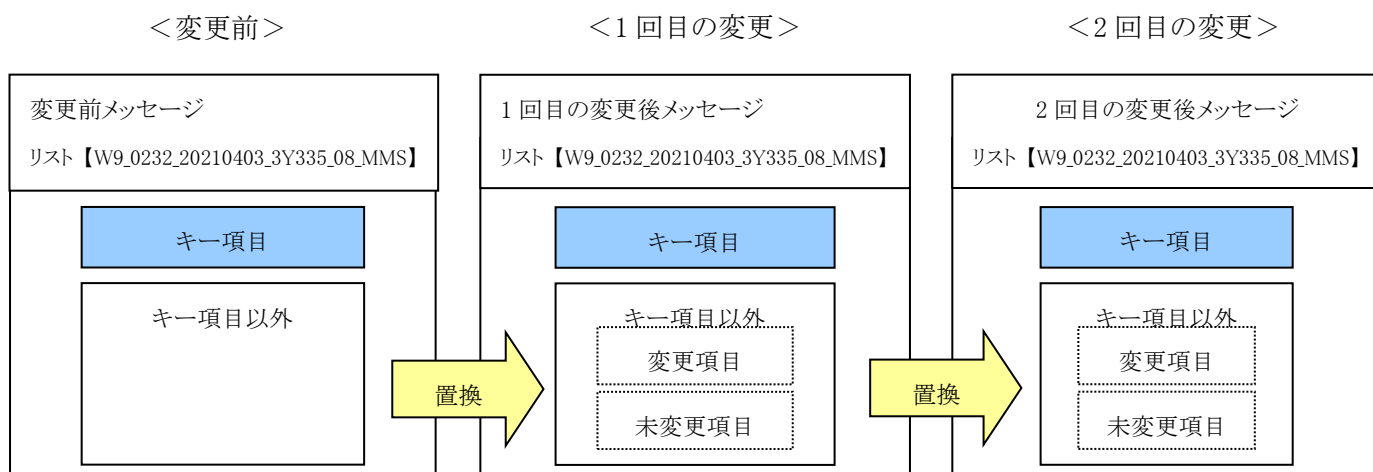 ＜変更前＞
＜1 回目の変更＞
＜2 回目の変更＞
変更前メッセージ
リスト【W9_0232_20210403_3Y335_08_MMS】
キー項目
キー項目以外
置換
1 回目の変更後メッセージ
リスト【W9_0232_20210403_3Y335_08_MMS】
キー項目
キー項目以外
変更項目
未変更項目
置換
2 回目の変更後メッセージ
リスト【W9_0232_20210403_3Y335_08_MMS】
キー項目
キー項目以外
変更項目
未変更項目